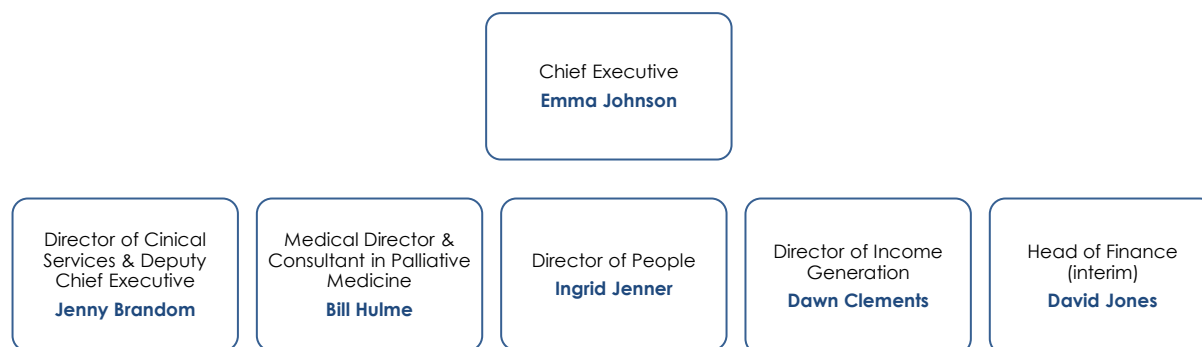 Chief Executive
Emma Johnson
Director of Cinical
Services & Deputy
Chief Executive
Jenny Brandom
Medical Director &
Consultant in Palliative
Medicine
Bill Hulme
Director of People
Ingrid Jenner
Director of Income
Generation
Dawn Clements
Head of Finance
(interim)
David Jones